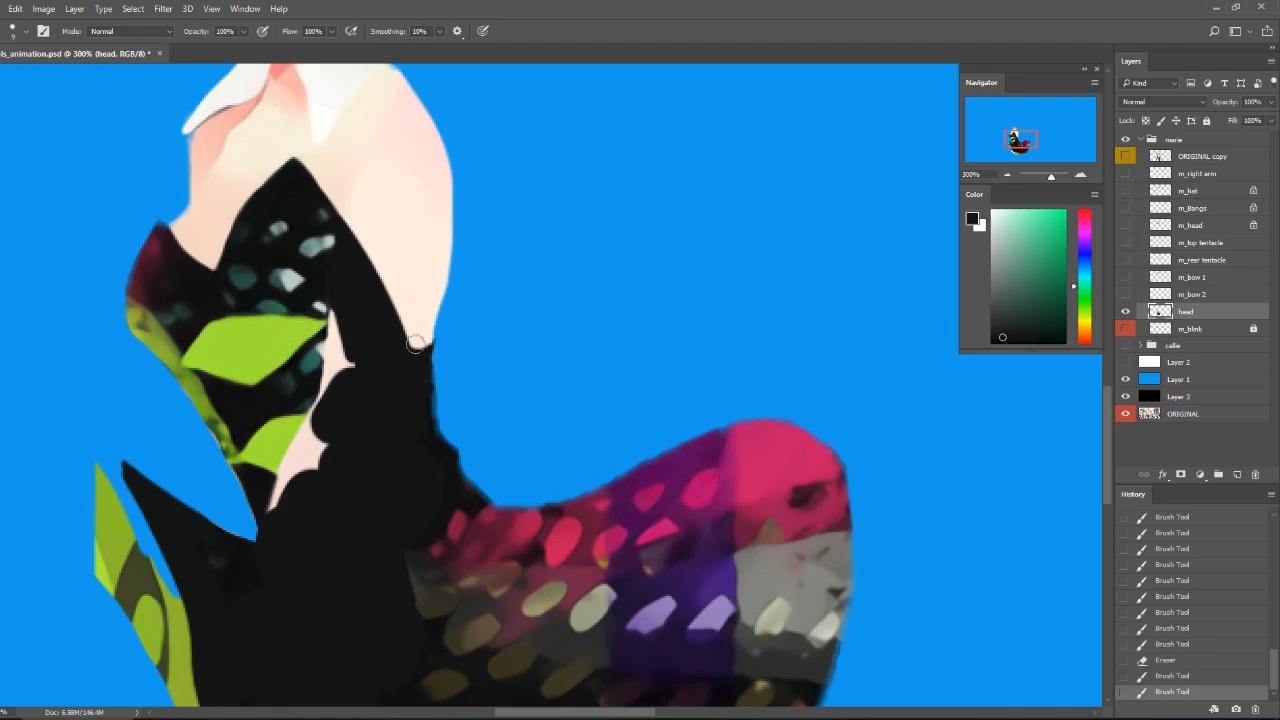 Edit Image Layer Type Select Filter 3D View Window Help
9 Mode: Normal Opacity: 100% Flow: 100% Smoothing: 10%
ls_animation.psd @ 300% (head, RGB/8) * ×
Navigator
300%
Color
Layers
Kind
Normal Opacity: 100%
Lock: Fill: 100%
marie
ORIGINAL copy
m_right arm
m_hat
m_Bangs
m_head
m_top tentacle
m_rear tentacle
m_bow 1
m_bow 2
head
m_blink
callie
Layer 2
Layer 1
Layer 3
ORIGINAL
fx
History
Brush Tool
Brush Tool
Brush Tool
Brush Tool
Brush Tool
Brush Tool
Brush Tool
Brush Tool
Brush Tool
Eraser
Brush Tool
Brush Tool
% Doc: 6.58M/146.4M